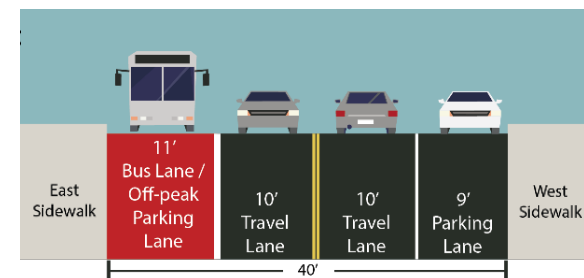 East
Sidewalk
11'
Bus Lane /
Off-peak
Parking
Lane
10'
Travel
Lane
10'
Travel
Lane
9'
Parking
Lane
West
Sidewalk
40'